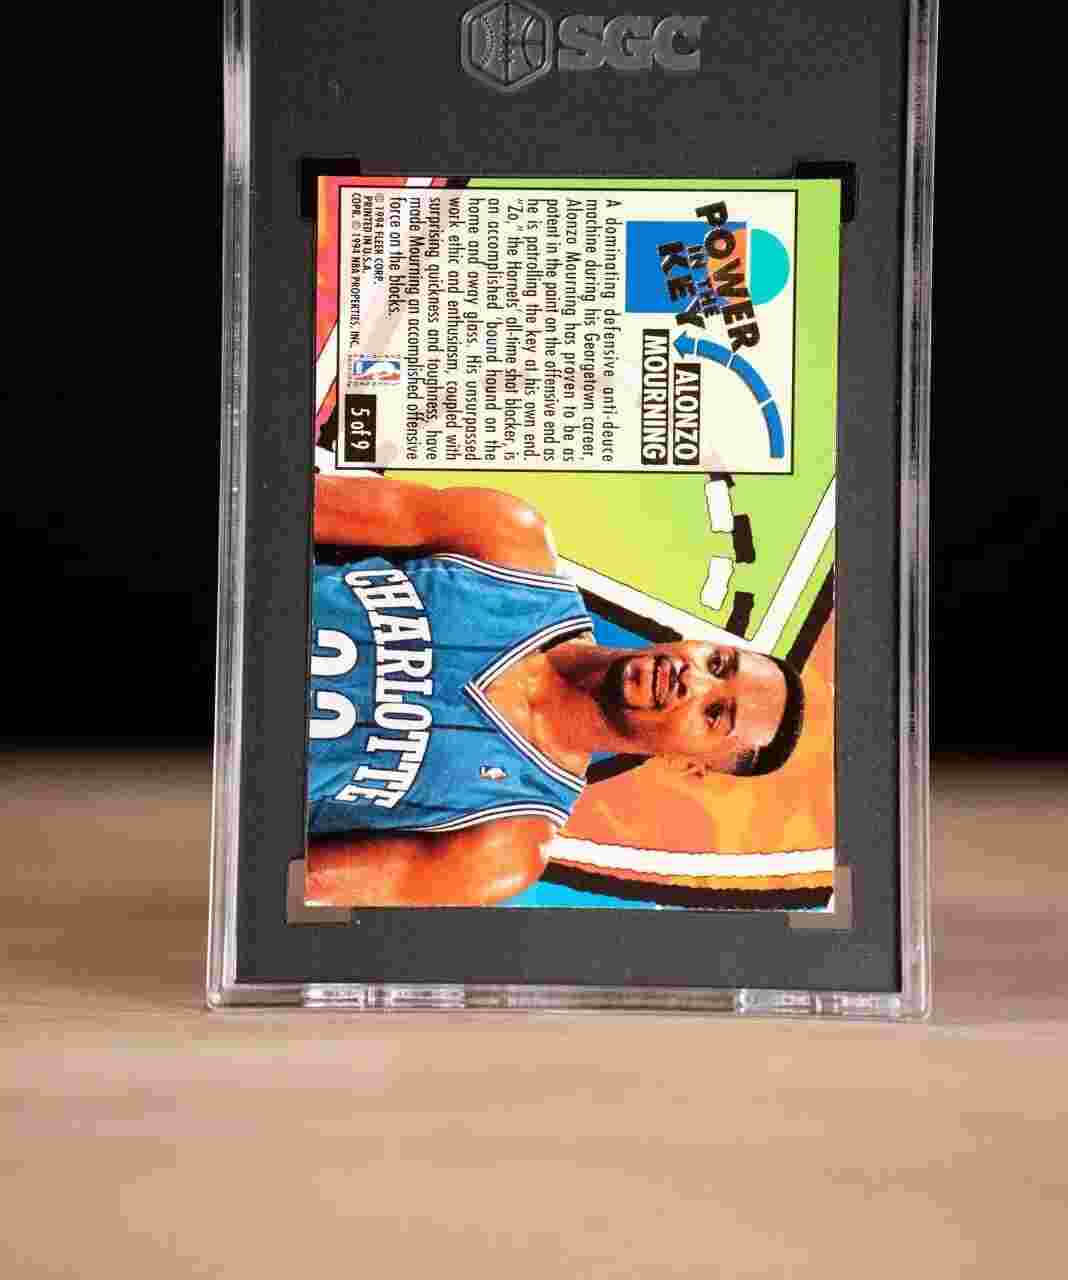 SGC
POWER
IN THE
KEY
ALONZO
MOURNING
A dominating defensive anti-deuce
machine during his Georgetown career,
Alonzo Mourning has proven to be as
potent in the paint on the offensive end as
he is patrolling the key at his own end.
"Zo," the Hornets' all-time shot blocker, is
an accomplished 'bound hound on the
home and away glass. His unsurpassed
work ethic and enthusiasm, coupled with
surprising quickness and toughness, have
made Mourning an accomplished offensive
force on the blocks.
© 1994 FLEER CORP.
PRINTED IN U.S.A.
COPR. © 1994 NBA PROPERTIES, INC.
5 of 9
CHARLOTTE